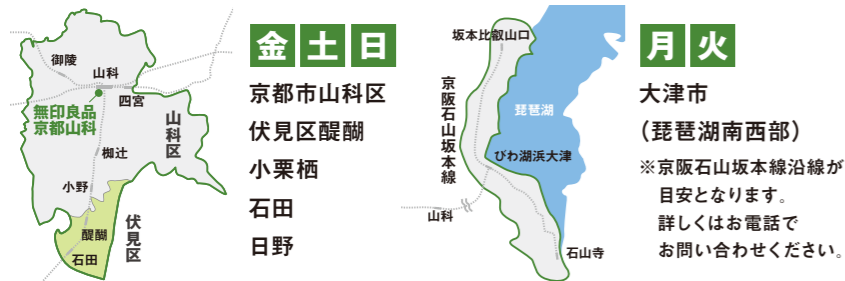 御陵
山科
四宮
無印良品
京都山科
山科区
椥辻
小野
醍醐
石田
伏見区
金土日
京都市山科区
伏見区醍醐
小栗栖
石田
日野
坂本比叡山口
京阪石山坂本線
琵琶湖
びわ湖浜大津
山科
石山寺
月火
大津市
（琵琶湖南西部）
※京阪石山坂本線沿線が
目安となります。
詳しくはお電話で
お問い合わせください。